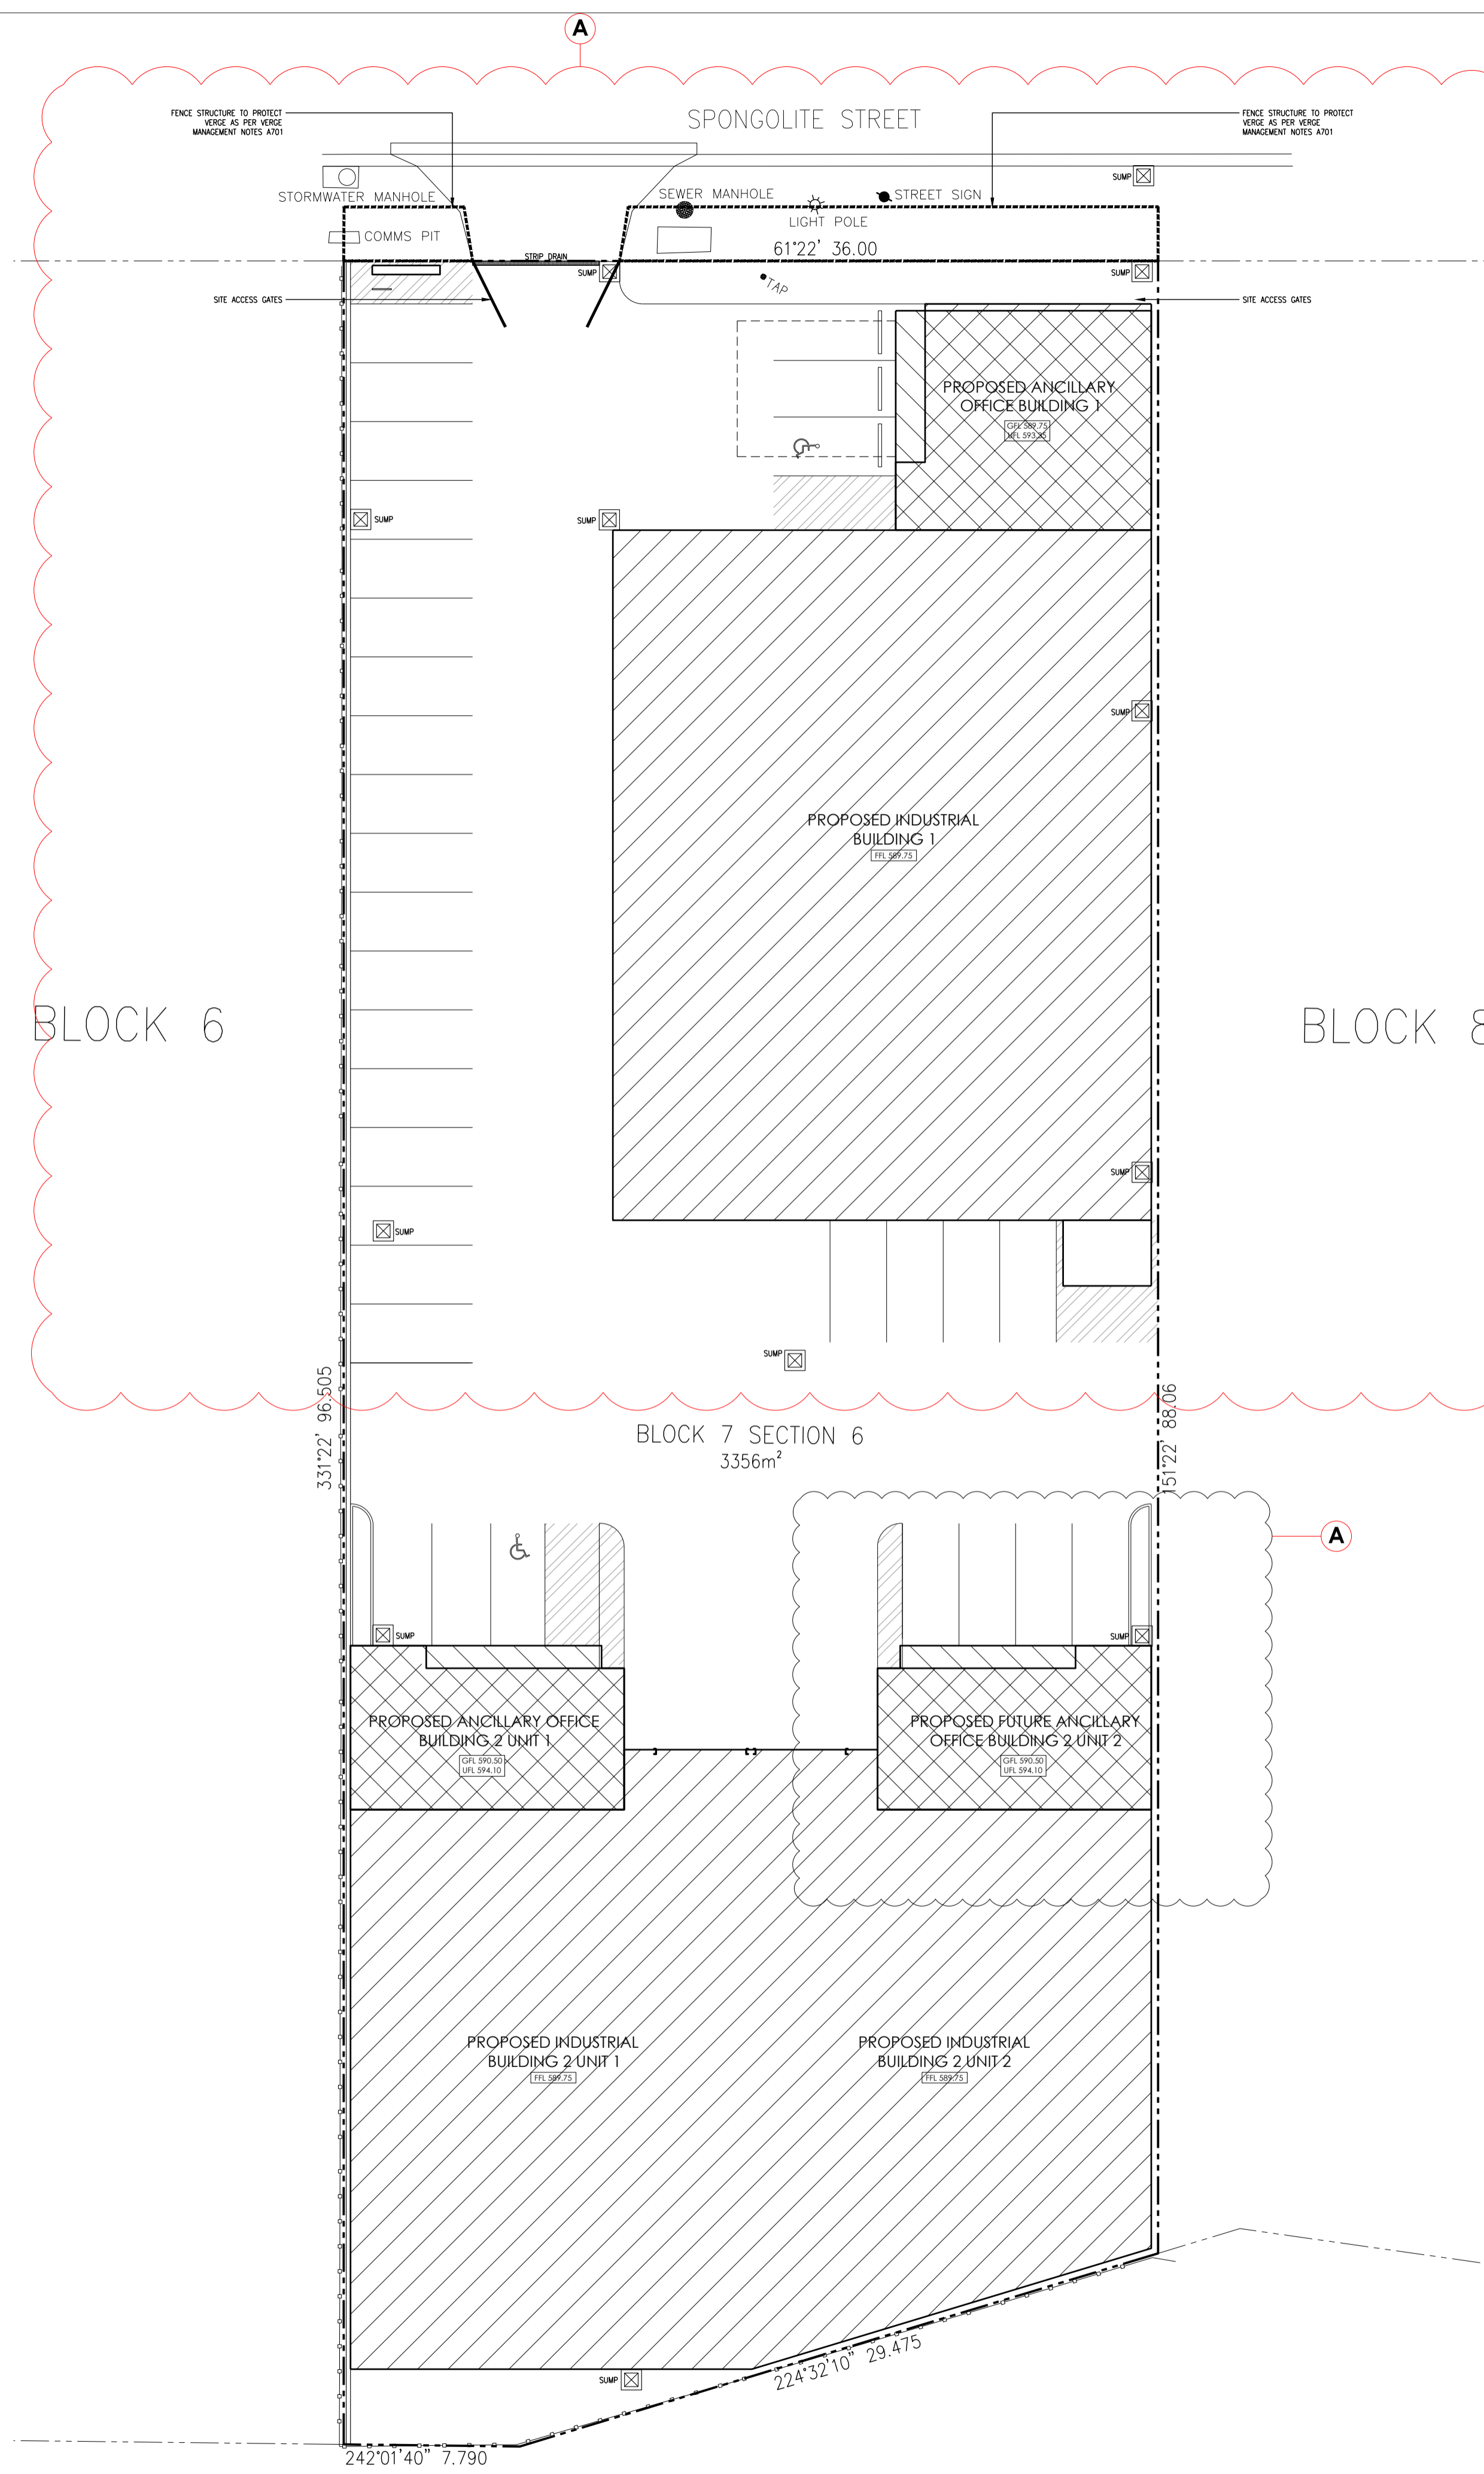 A
SPONGOLITE STREET
FENCE STRUCTURE TO PROTECT
VERGE AS PER VERGE
MANAGEMENT NOTES A701
FENCE STRUCTURE TO PROTECT
VERGE AS PER VERGE
MANAGEMENT NOTES A701
SUMP
STORMWATER MANHOLE
SEWER MANHOLE
STREET SIGN
LIGHT POLE
COMMS PIT
61°22' 36.00
STRIP DRAIN
SUMP
SUMP
TAP
SITE ACCESS GATES
SITE ACCESS GATES
PROPOSED ANCILLARY
OFFICE BUILDING 1
GFL 589.75
UFL 593.35
SUMP
SUMP
SUMP
PROPOSED INDUSTRIAL
BUILDING 1
FFL 589.75
BLOCK 6
BLOCK 8
SUMP
SUMP
SUMP
331°22' 96.505
151°22' 88.06
BLOCK 7 SECTION 6
3356m²
A
SUMP
SUMP
PROPOSED ANCILLARY OFFICE
BUILDING 2 UNIT 1
GFL 590.50
UFL 594.10
PROPOSED FUTURE ANCILLARY
OFFICE BUILDING 2 UNIT 2
GFL 590.50
UFL 594.10
PROPOSED INDUSTRIAL
BUILDING 2 UNIT 1
FFL 589.75
PROPOSED INDUSTRIAL
BUILDING 2 UNIT 2
FFL 589.75
224°32'10" 29.475
SUMP
242°01'40" 7.790